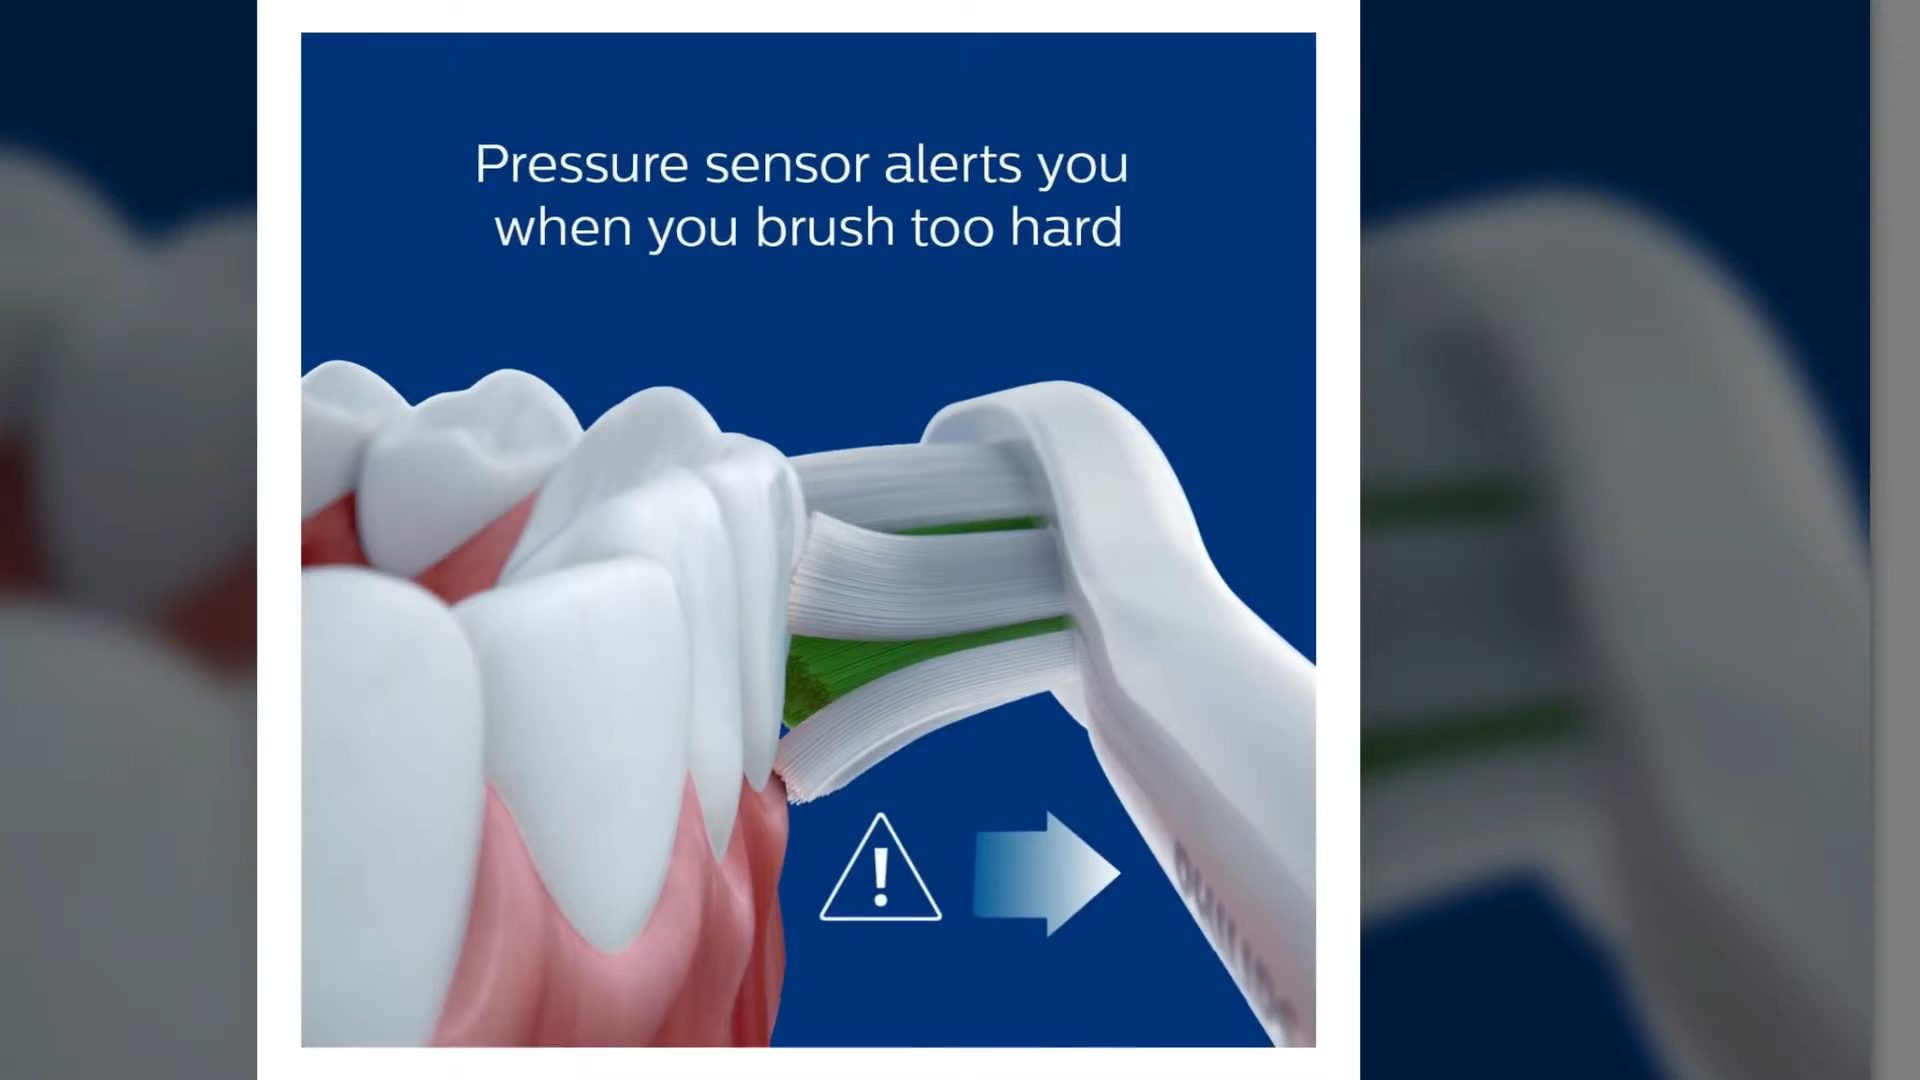 Pressure sensor alerts you
when you brush too hard